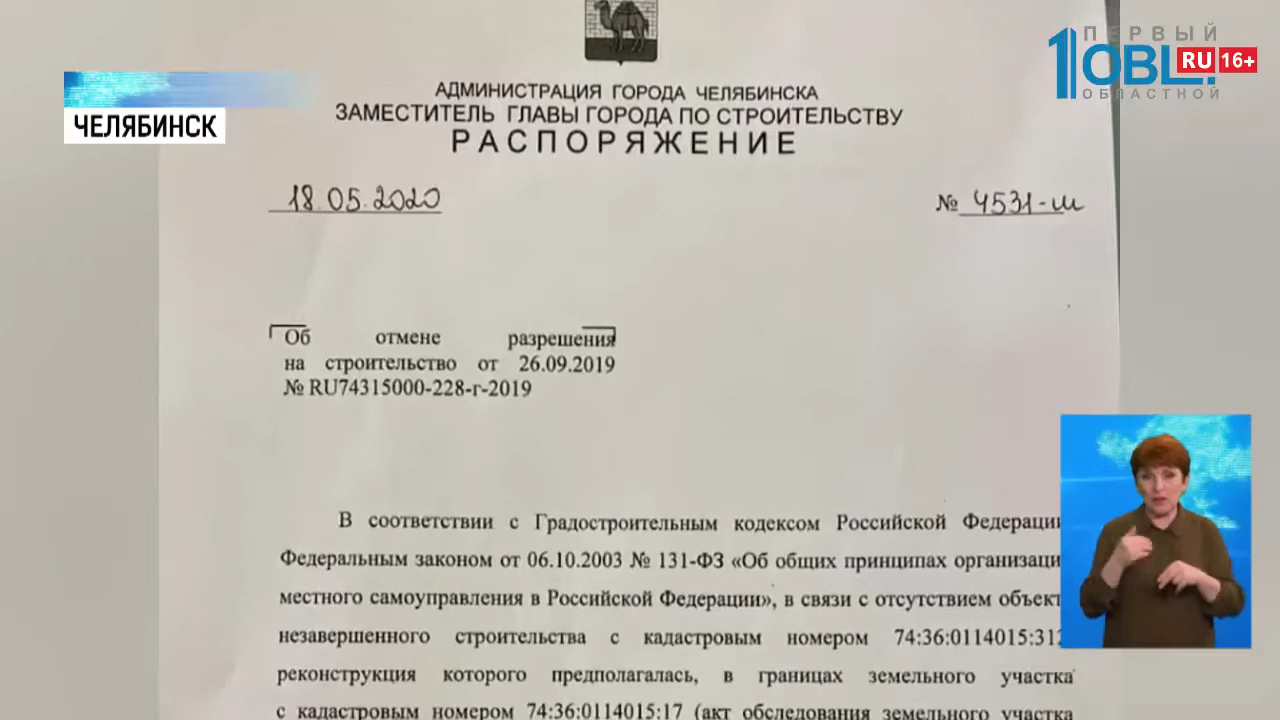 ПЕРВЫЙ
1OBL.
RU 16+
ОБЛАСТНОЙ
ЧЕЛЯБИНСК
АДМИНИСТРАЦИЯ ГОРОДА ЧЕЛЯБИНСКА
ЗАМЕСТИТЕЛЬ ГЛАВЫ ГОРОДА ПО СТРОИТЕЛЬСТВУ
РАСПОРЯЖЕНИЕ
18.05.2020 № 4531-ш
Об отмене разрешения
на строительство от 26.09.2019
№ RU74315000-228-г-2019
В соответствии с Градостроительным кодексом Российской Федерации
Федеральным законом от 06.10.2003 № 131-ФЗ «Об общих принципах организаци
местного самоуправления в Российской Федерации», в связи с отсутствием объект
незавершенного строительства с кадастровым номером 74:36:0114015:312
реконструкция которого предполагалась, в границах земельного участка
с кадастровым номером 74:36:0114015:17 (акт обследования земельного участка